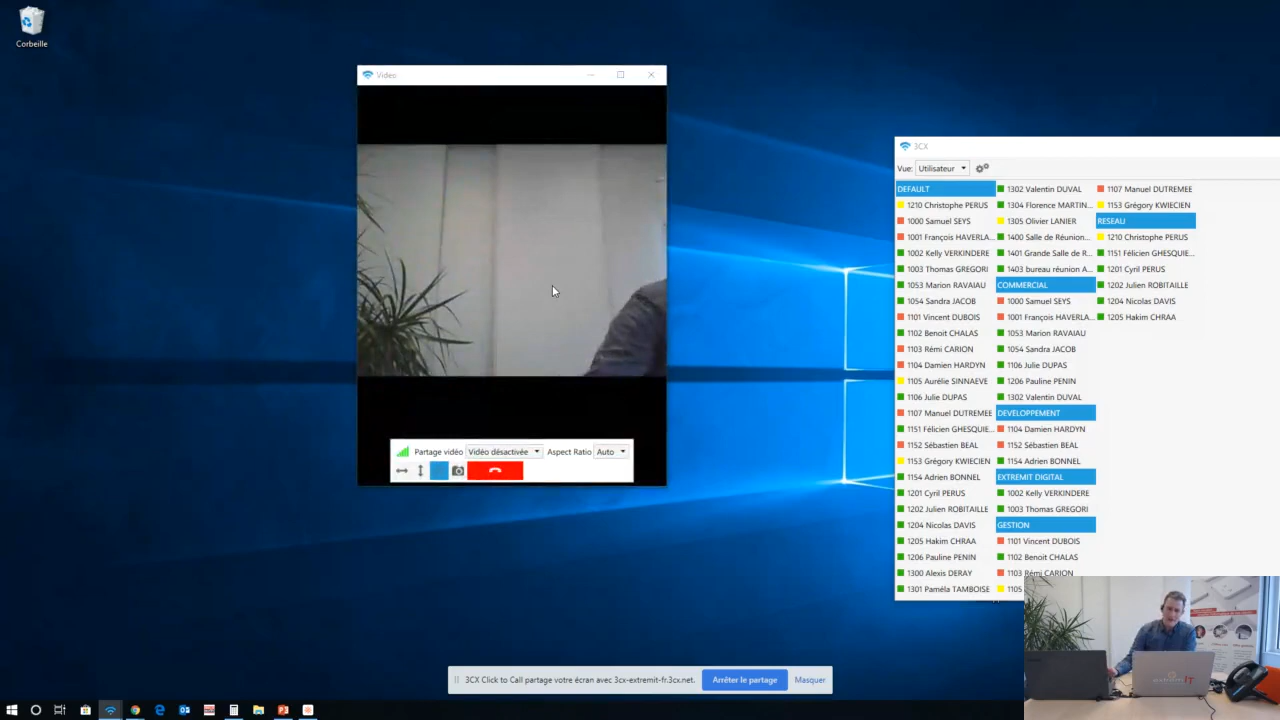 Corbeille
Video
Partage vidéo Vidéo désactivée Aspect Ratio Auto
3CX
Vue: Utilisateur
DEFAULT
1210 Christophe PERUS
1000 Samuel SEYS
1001 François HAVERLA...
1002 Kelly VERKINDERE
1003 Thomas GREGORI
1053 Marion RAVAIAU
1054 Sandra JACOB
1101 Vincent DUBOIS
1102 Benoit CHALAS
1103 Rémi CARION
1104 Damien HARDYN
1105 Aurélie SINNAEVE
1106 Julie DUPAS
1107 Manuel DUTREMEE
1151 Félicien GHESQUIE...
1152 Sébastien BEAL
1153 Grégory KWIECIEN
1154 Adrien BONNEL
1201 Cyril PERUS
1202 Julien ROBITAILLE
1204 Nicolas DAVIS
1205 Hakim CHRAA
1206 Pauline PENIN
1300 Alexis DERAY
1301 Paméla TAMBOISE
1302 Valentin DUVAL
1304 Florence MARTIN...
1305 Olivier LANIER
1400 Salle de Réunion...
1401 Grande Salle de R...
1403 bureau réunion A...
COMMERCIAL
1000 Samuel SEYS
1001 François HAVERLA...
1053 Marion RAVAIAU
1054 Sandra JACOB
1106 Julie DUPAS
1206 Pauline PENIN
1302 Valentin DUVAL
DEVELOPPEMENT
1104 Damien HARDYN
1152 Sébastien BEAL
1154 Adrien BONNEL
EXTREMIT DIGITAL
1002 Kelly VERKINDERE
1003 Thomas GREGORI
GESTION
1101 Vincent DUBOIS
1102 Benoit CHALAS
1103 Rémi CARION
1105
1107 Manuel DUTREMEE
1153 Grégory KWIECIEN
RESEAU
1210 Christophe PERUS
1151 Félicien GHESQUIE...
1201 Cyril PERUS
1202 Julien ROBITAILLE
1204 Nicolas DAVIS
1205 Hakim CHRAA
3CX Click to Call partage votre écran avec 3cx-extremit-fr.3cx.net. Arrêter le partage Masquer